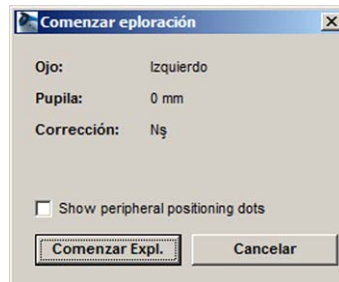 Comenzar eploración
Ojo: Izquierdo
Pupila: 0 mm
Corrección: Nş
Show peripheral positioning dots
Comenzar Expl. Cancelar